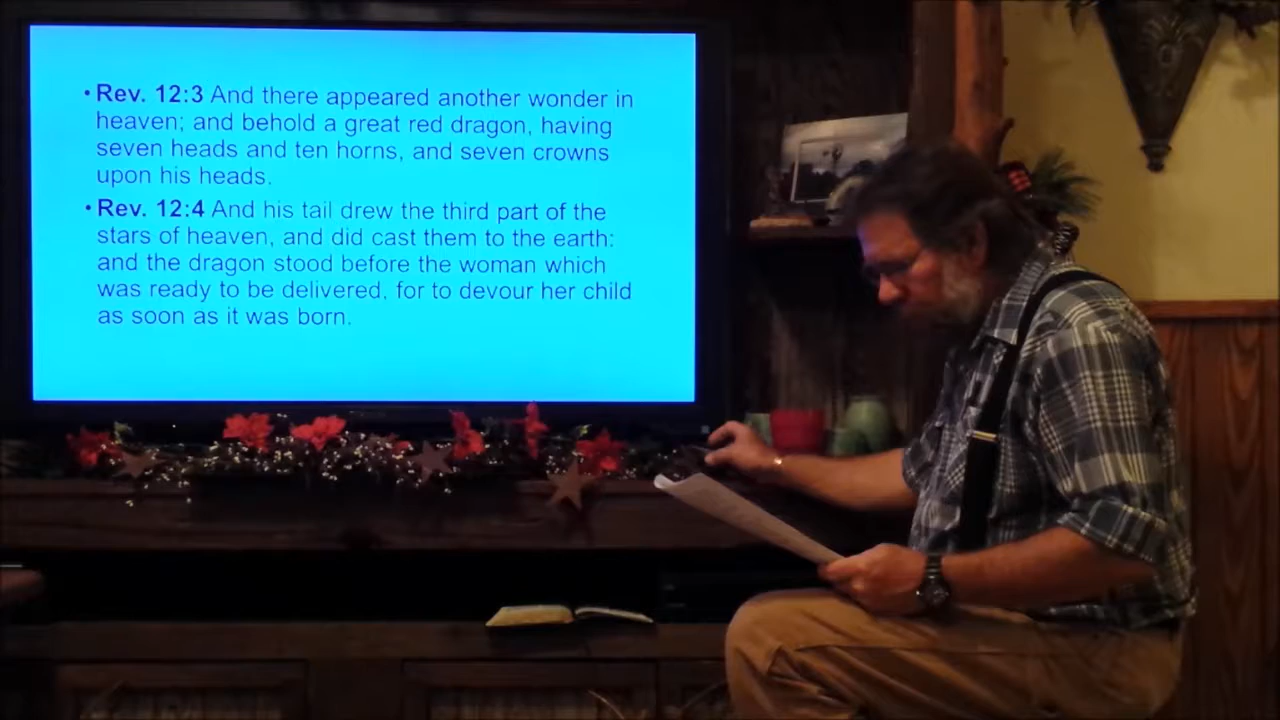 • Rev. 12:3 And there appeared another wonder in
heaven; and behold a great red dragon, having
seven heads and ten horns, and seven crowns
upon his heads.
• Rev. 12:4 And his tail drew the third part of the
stars of heaven, and did cast them to the earth:
and the dragon stood before the woman which
was ready to be delivered, for to devour her child
as soon as it was born.